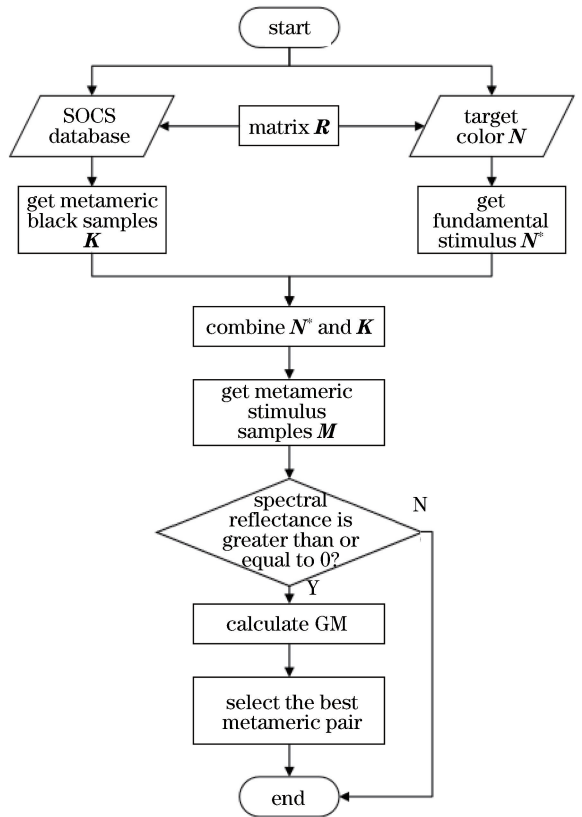 start
SOCS
database
matrix R
target
color N
get metameric
black samples
K
get
fundamental
stimulus N*
combine N* and K
get metameric
stimulus
samples M
spectral
reflectance is
greater than or
equal to 0?
N
Y
calculate GM
select the best
metameric pair
end